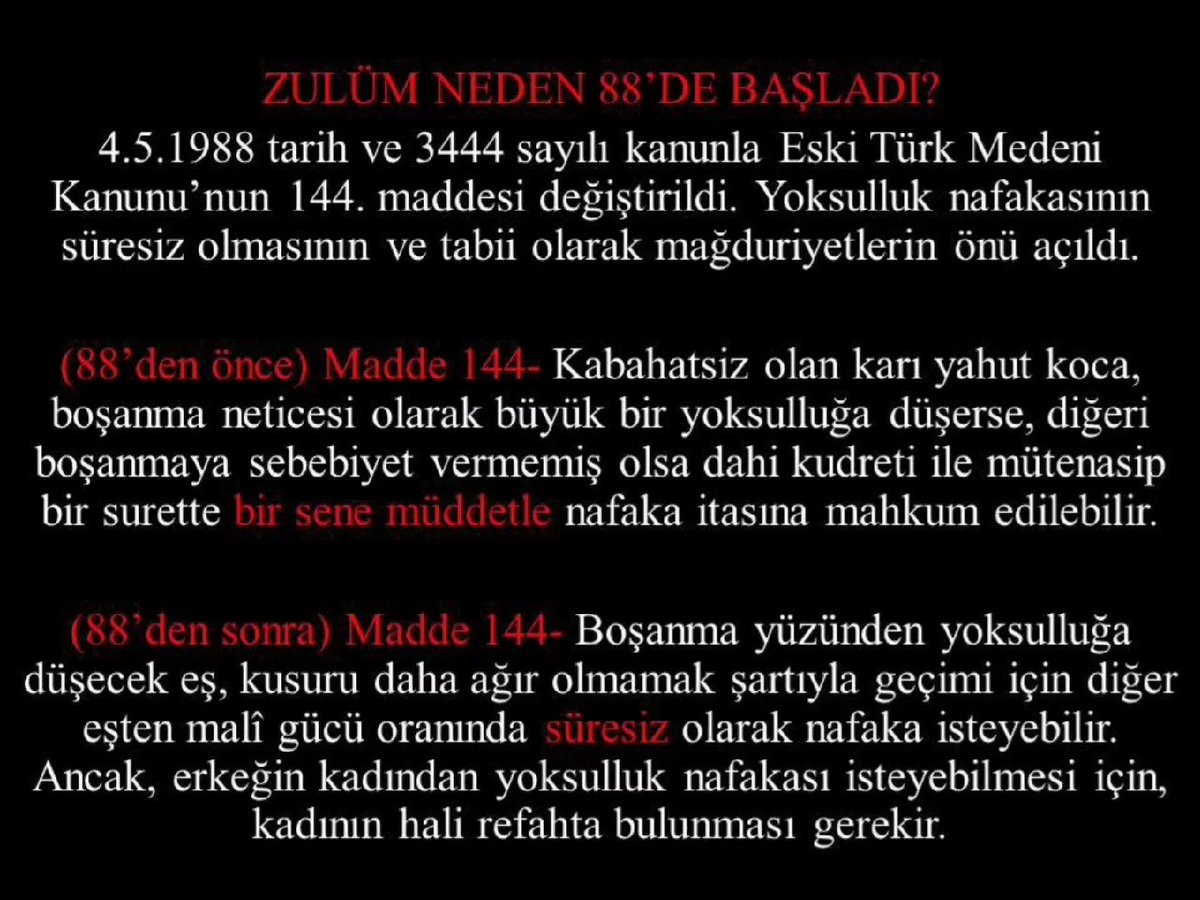 ZULÜM NEDEN 88’DE BAŞLADI?
4.5.1988 tarih ve 3444 sayılı kanunla Eski Türk Medeni
Kanunu’nun 144. maddesi değiştirildi. Yoksulluk nafakasının
süresiz olmasının ve tabii olarak mağduriyetlerin önü açıldı.
(88’den önce) Madde 144- Kabahatsiz olan karı yahut koca,
boşanma neticesi olarak büyük bir yoksulluğa düşerse, diğeri
boşanmaya sebebiyet vermemiş olsa dahi kudreti ile mütenasip
bir surette bir sene müddetle nafaka itasına mahkum edilebilir.
(88’den sonra) Madde 144- Boşanma yüzünden yoksulluğa
düşecek eş, kusuru daha ağır olmamak şartıyla geçimi için diğer
eşten malî gücü oranında süresiz olarak nafaka isteyebilir.
Ancak, erkeğin kadından yoksulluk nafakası isteyebilmesi için,
kadının hali refahta bulunması gerekir.